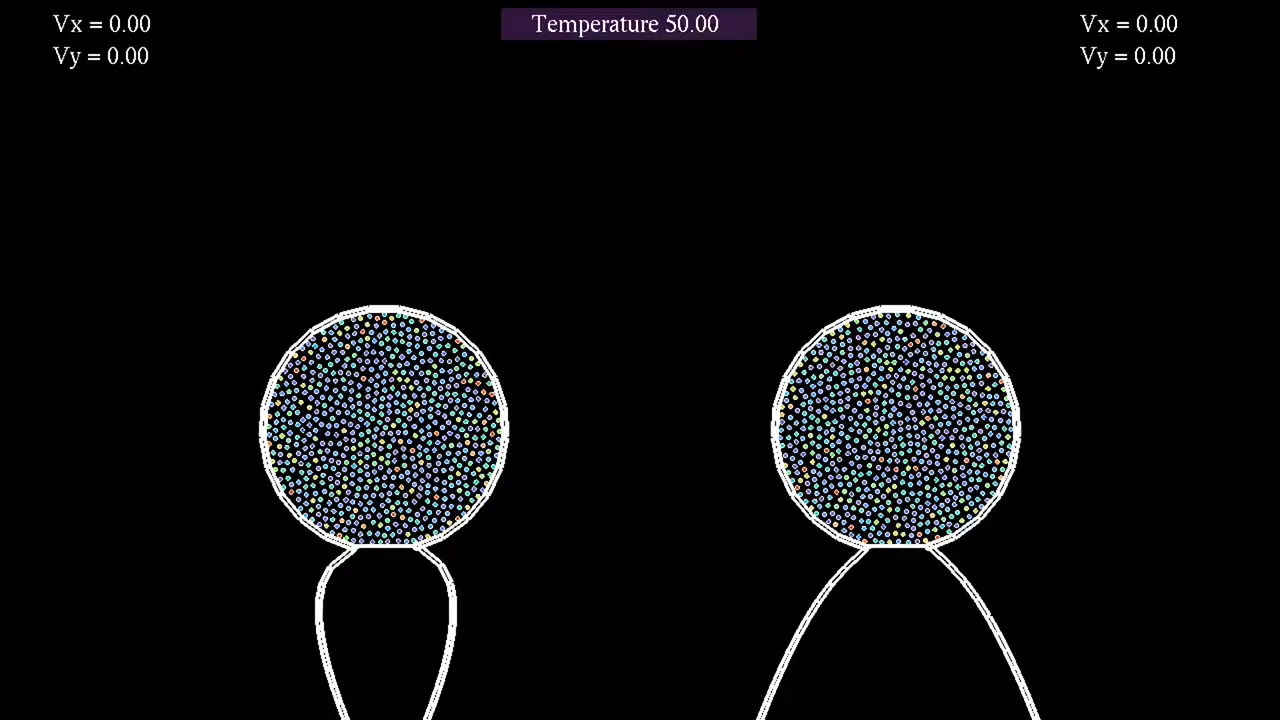 Vx = 0.00
Vy = 0.00
Temperature 50.00
Vx = 0.00
Vy = 0.00